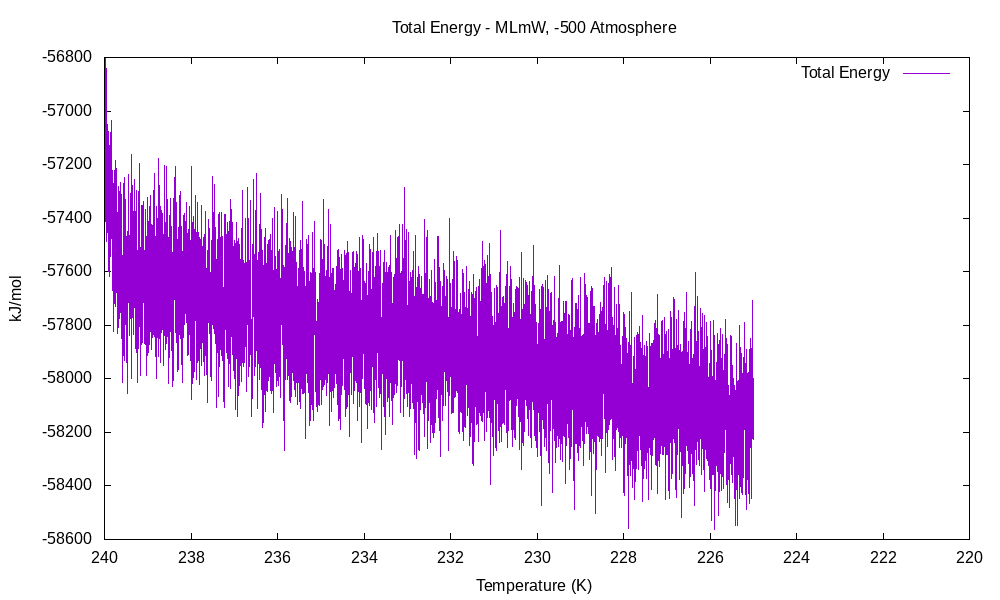 Total Energy - MLmW, -500 Atmosphere
Total Energy
-56800
-57000
-57200
-57400
-57600
-57800
-58000
-58200
-58400
-58600
kJ/mol
240 238 236 234 232 230 228 226 224 222 220
Temperature (K)